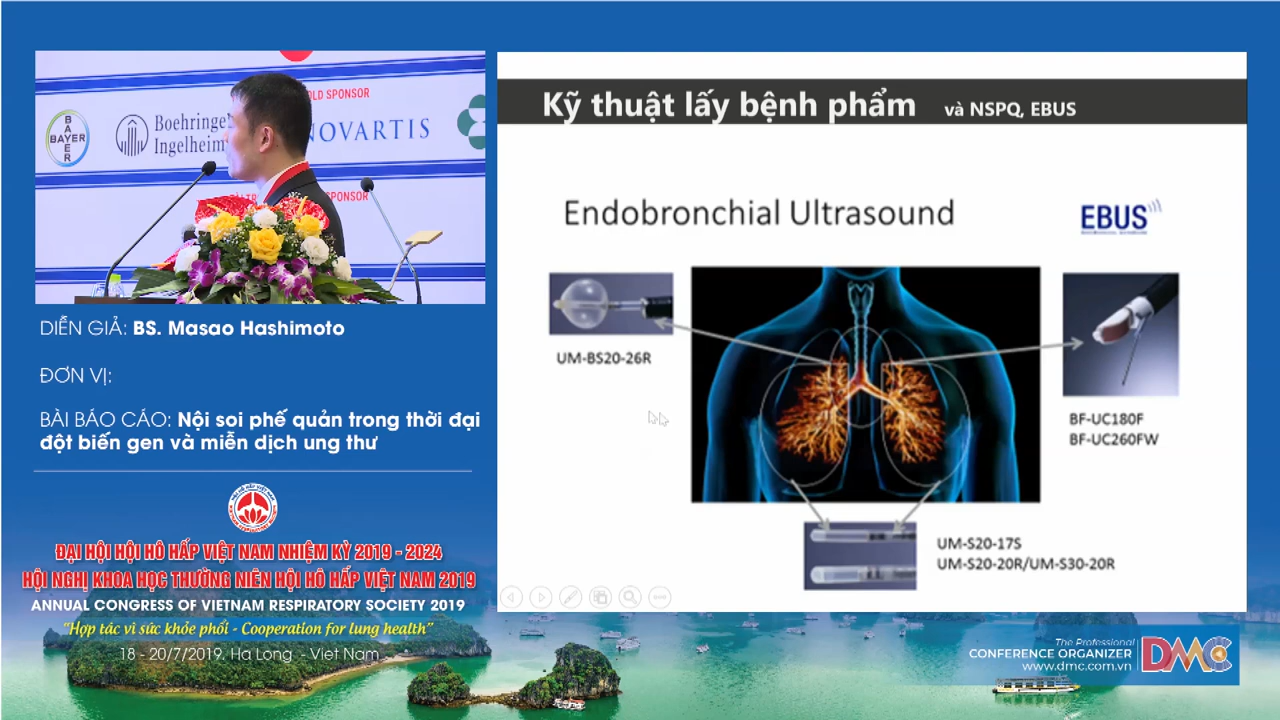 OLD SPONSOR
BAYER
BAYER
Boehringe
Ingelheim
NOVARTIS
SPONSOR
DIỄN GIẢ: BS. Masao Hashimoto
ĐƠN VỊ:
BÀI BÁO CÁO: Nội soi phế quản trong thời đại
đột biến gen và miễn dịch ung thư
ĐẠI HỘI HỘI HÔ HẤP VIỆT NAM NHIỆM KỲ 2019 - 2024
HỘI NGHỊ KHOA HỌC THƯỜNG NIÊN HỘI HÔ HẤP VIỆT NAM 2019
ANNUAL CONGRESS OF VIETNAM RESPIRATORY SOCIETY 2019
"Hợp tác vì sức khỏe phổi - Cooperation for lung health"
18 - 20/7/2019. Ha Long - Viet Nam
Kỹ thuật lấy bệnh phẩm và NSPQ, EBUS
Endobronchial Ultrasound
EBUS
UM-BS20-26R
BF-UC180F
BF-UC260FW
UM-S20-17S
UM-S20-20R/UM-S30-20R
The Professional
CONFERENCE ORGANIZER
www.dmc.com.vn
DMC